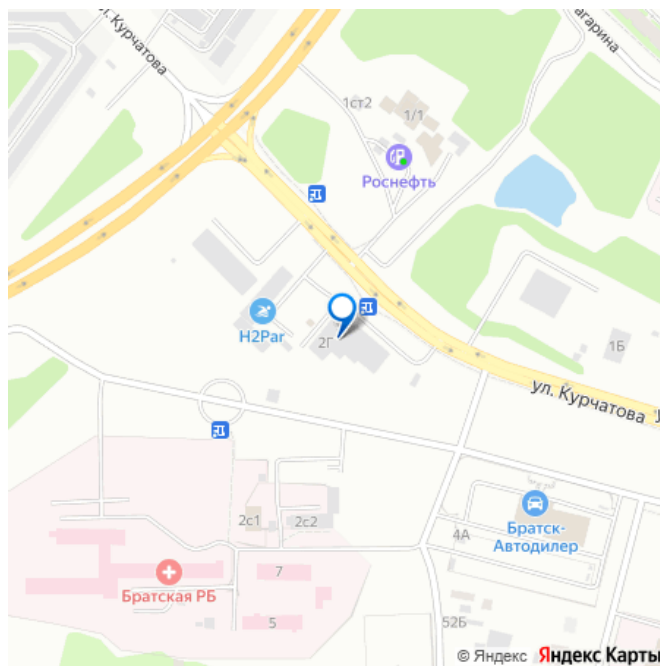 ул. Курчатова
агарина
1ст2
1/1
Роснефть
H2Par
2Г
1Б
ул. Курчатова
у
2с1
2с2
4А
Братск-
Автодилер
Братская РБ
7
5
52Б
© Яндекс Яндекс Карты